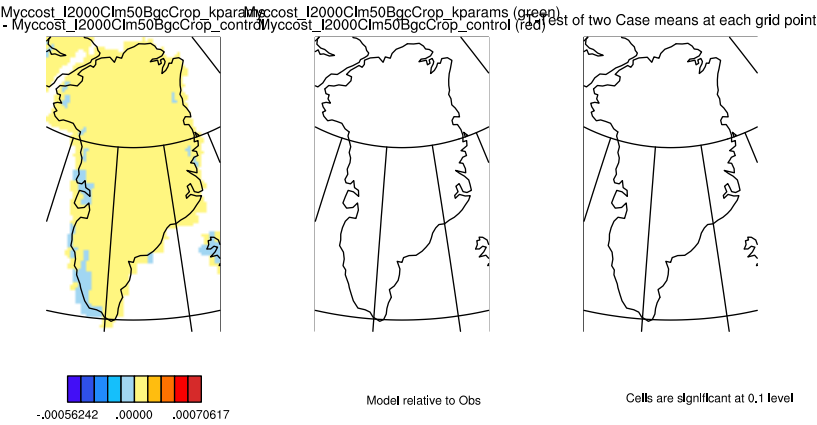 Myccost_I2000Clm50BgcCrop_kparams
- Myccost_I2000Clm50BgcCrop_control
Myccost_I2000Clm50BgcCrop_kparams (green)
Myccost_I2000Clm50BgcCrop_control (red)
T-Test of two Case means at each grid point
-.00056242 .00000 .00070617
Model relative to Obs
Cells are significant at 0.1 level